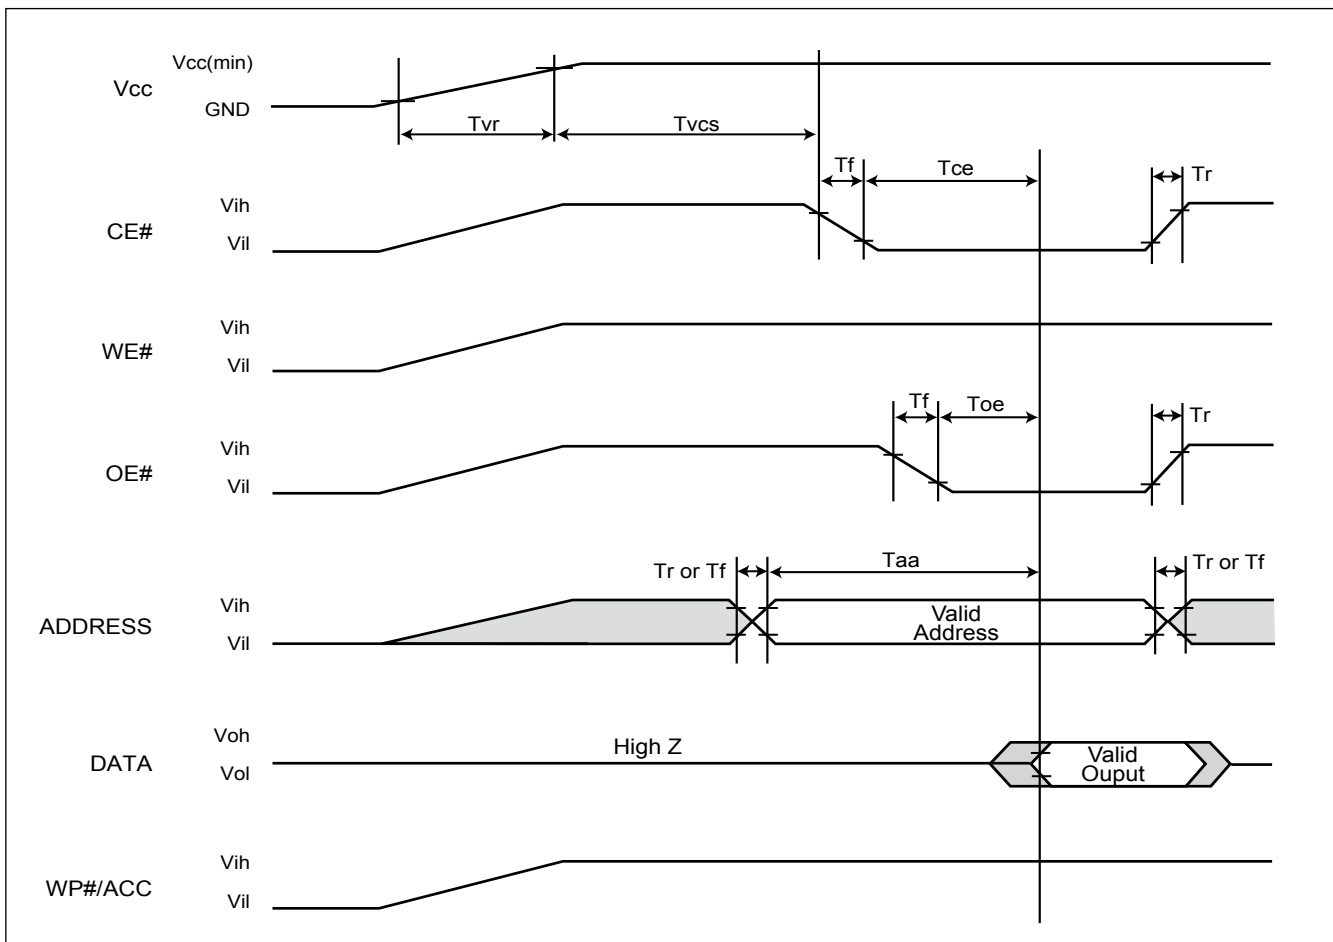 Vcc(min)
Vcc
GND
Tvr
Tvcs
Tf
Tce
Tr
Vih
CE#
Vil
Vih
WE#
Vil
Tf
Toe
Tr
Vih
OE#
Vil
Tr or Tf
Taa
Tr or Tf
Vih
ADDRESS
Vil
Valid
Address
Voh
DATA
Vol
High Z
Valid
Ouput
Vih
WP#/ACC
Vil